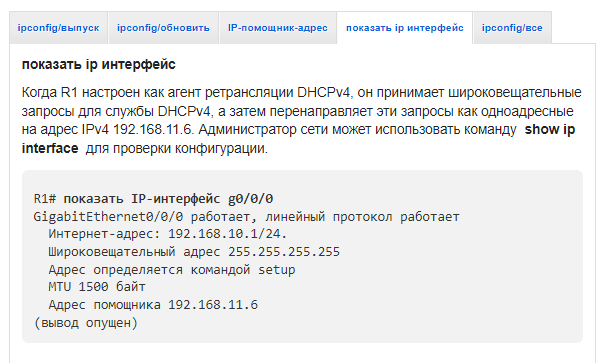 ipconfig/выпуск
ipconfig/обновить
IP-помощник-адрес
показать ip интерфейс
ipconfig/все
показать ip интерфейс
Когда R1 настроен как агент ретрансляции DHCPv4, он принимает широковещательные
запросы для службы DHCPv4, а затем перенаправляет эти запросы как одноадресные
на адрес IPv4 192.168.11.6. Администратор сети может использовать команду show ip
interface для проверки конфигурации.
R1# показать IP-интерфейс g0/0/0
GigabitEthernet0/0/0 работает, линейный протокол работает
Интернет-адрес: 192.168.10.1/24.
Широковещательный адрес 255.255.255.255
Адрес определяется командой setup
MTU 1500 байт
Адрес помощника 192.168.11.6
(вывод опущен)